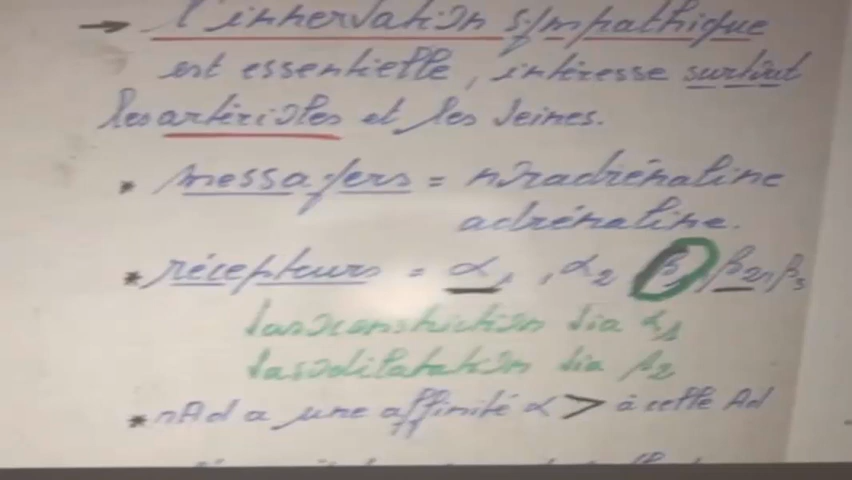 → l'innervation sympathique
est essentielle, intéresse surtout
les artérioles et les veines.
* messagers = noradrénaline
adrénaline.
* récepteurs = α1, α2 β1, β2, β3
vasoconstriction via α1
vasodilatation via β2
* nAd a une affinité α > à celle Ad